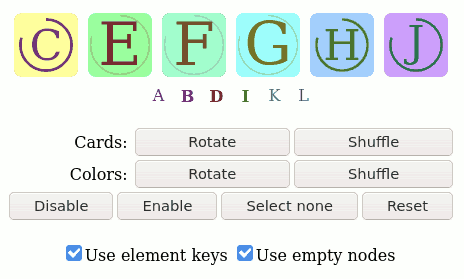 C E F G H J
A B D I K L
Cards: Rotate Shuffle
Colors: Rotate Shuffle
Disable Enable Select none Reset
Use element keys Use empty nodes